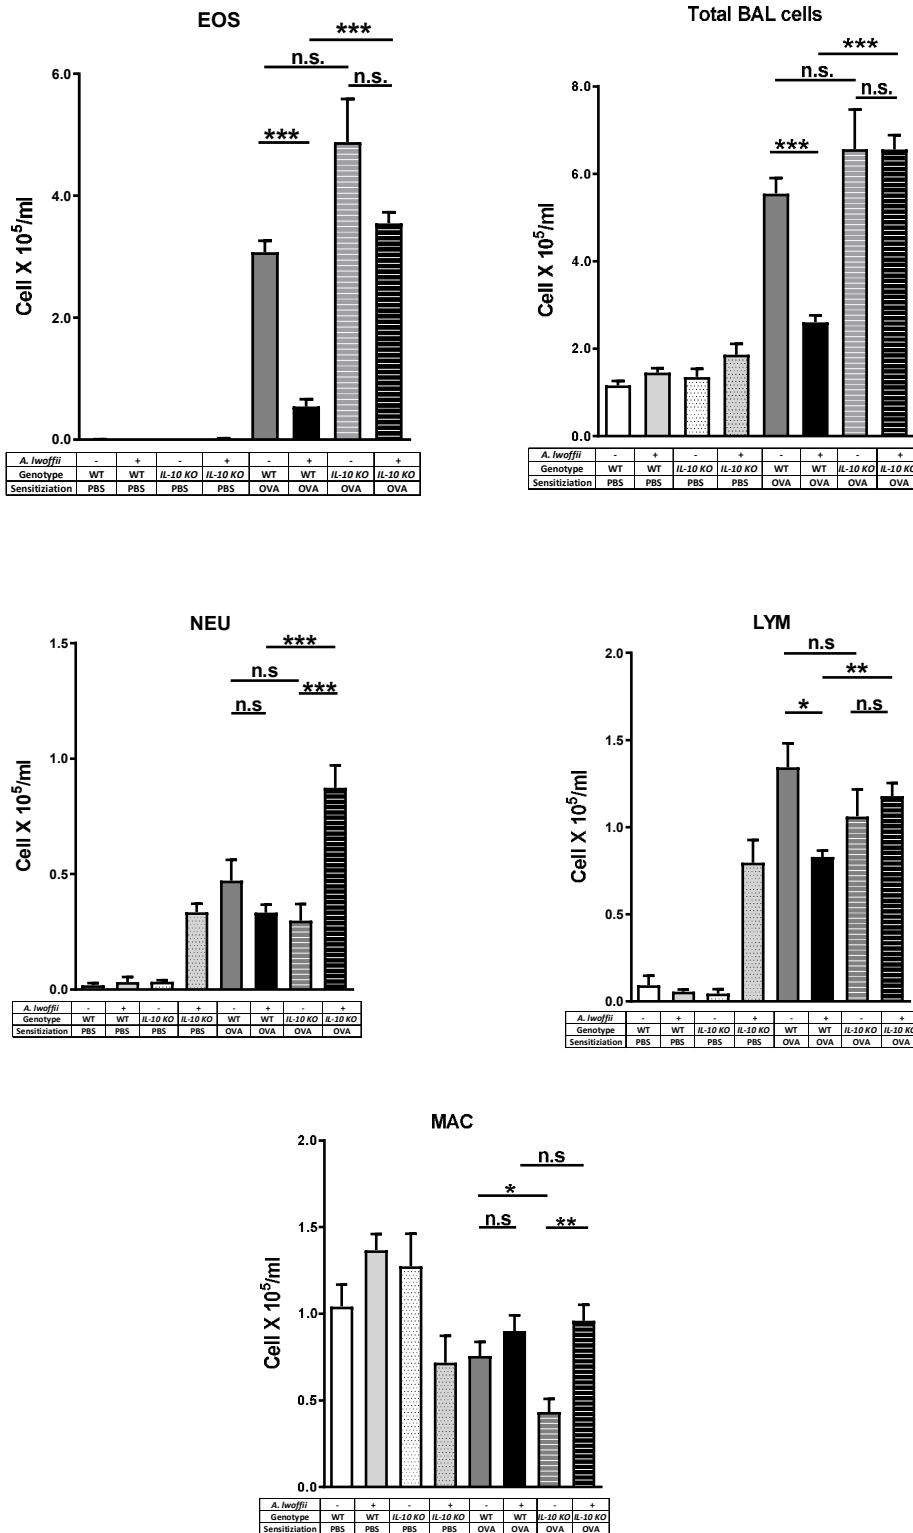 EOS
***
n.s.
n.s.
***
6.0
4.0
2.0
0.0
Cell X 10⁵/ml
A. lwoffii - + - + - + - +
Genotype WT WT IL-10 KO IL-10 KO WT WT IL-10 KO IL-10 KO
Sensitiziation PBS PBS PBS PBS OVA OVA OVA OVA
Total BAL cells
***
n.s.
n.s.
***
8.0
6.0
4.0
2.0
0.0
Cell X 10⁵/ml
A. lwoffii - + - + - + - +
Genotype WT WT IL-10 KO IL-10 KO WT WT IL-10 KO IL-10 KO
Sensitiziation PBS PBS PBS PBS OVA OVA OVA OVA
NEU
***
n.s
***
n.s
1.5
1.0
0.5
0.0
Cell X 10⁵/ml
A. lwoffii - + - + - + - +
Genotype WT WT IL-10 KO IL-10 KO WT WT IL-10 KO IL-10 KO
Sensitiziation PBS PBS PBS PBS OVA OVA OVA OVA
LYM
n.s
**
*
n.s
2.0
1.5
1.0
0.5
0.0
Cell X 10⁵/ml
A. lwoffii - + - + - + - +
Genotype WT WT IL-10 KO IL-10 KO WT WT IL-10 KO IL-10 KO
Sensitiziation PBS PBS PBS PBS OVA OVA OVA OVA
MAC
n.s
*
n.s
**
2.0
1.5
1.0
0.5
0.0
Cell X 10⁵/ml
A. lwoffii - + - + - + - +
Genotype WT WT IL-10 KO IL-10 KO WT WT IL-10 KO IL-10 KO
Sensitiziation PBS PBS PBS PBS OVA OVA OVA OVA